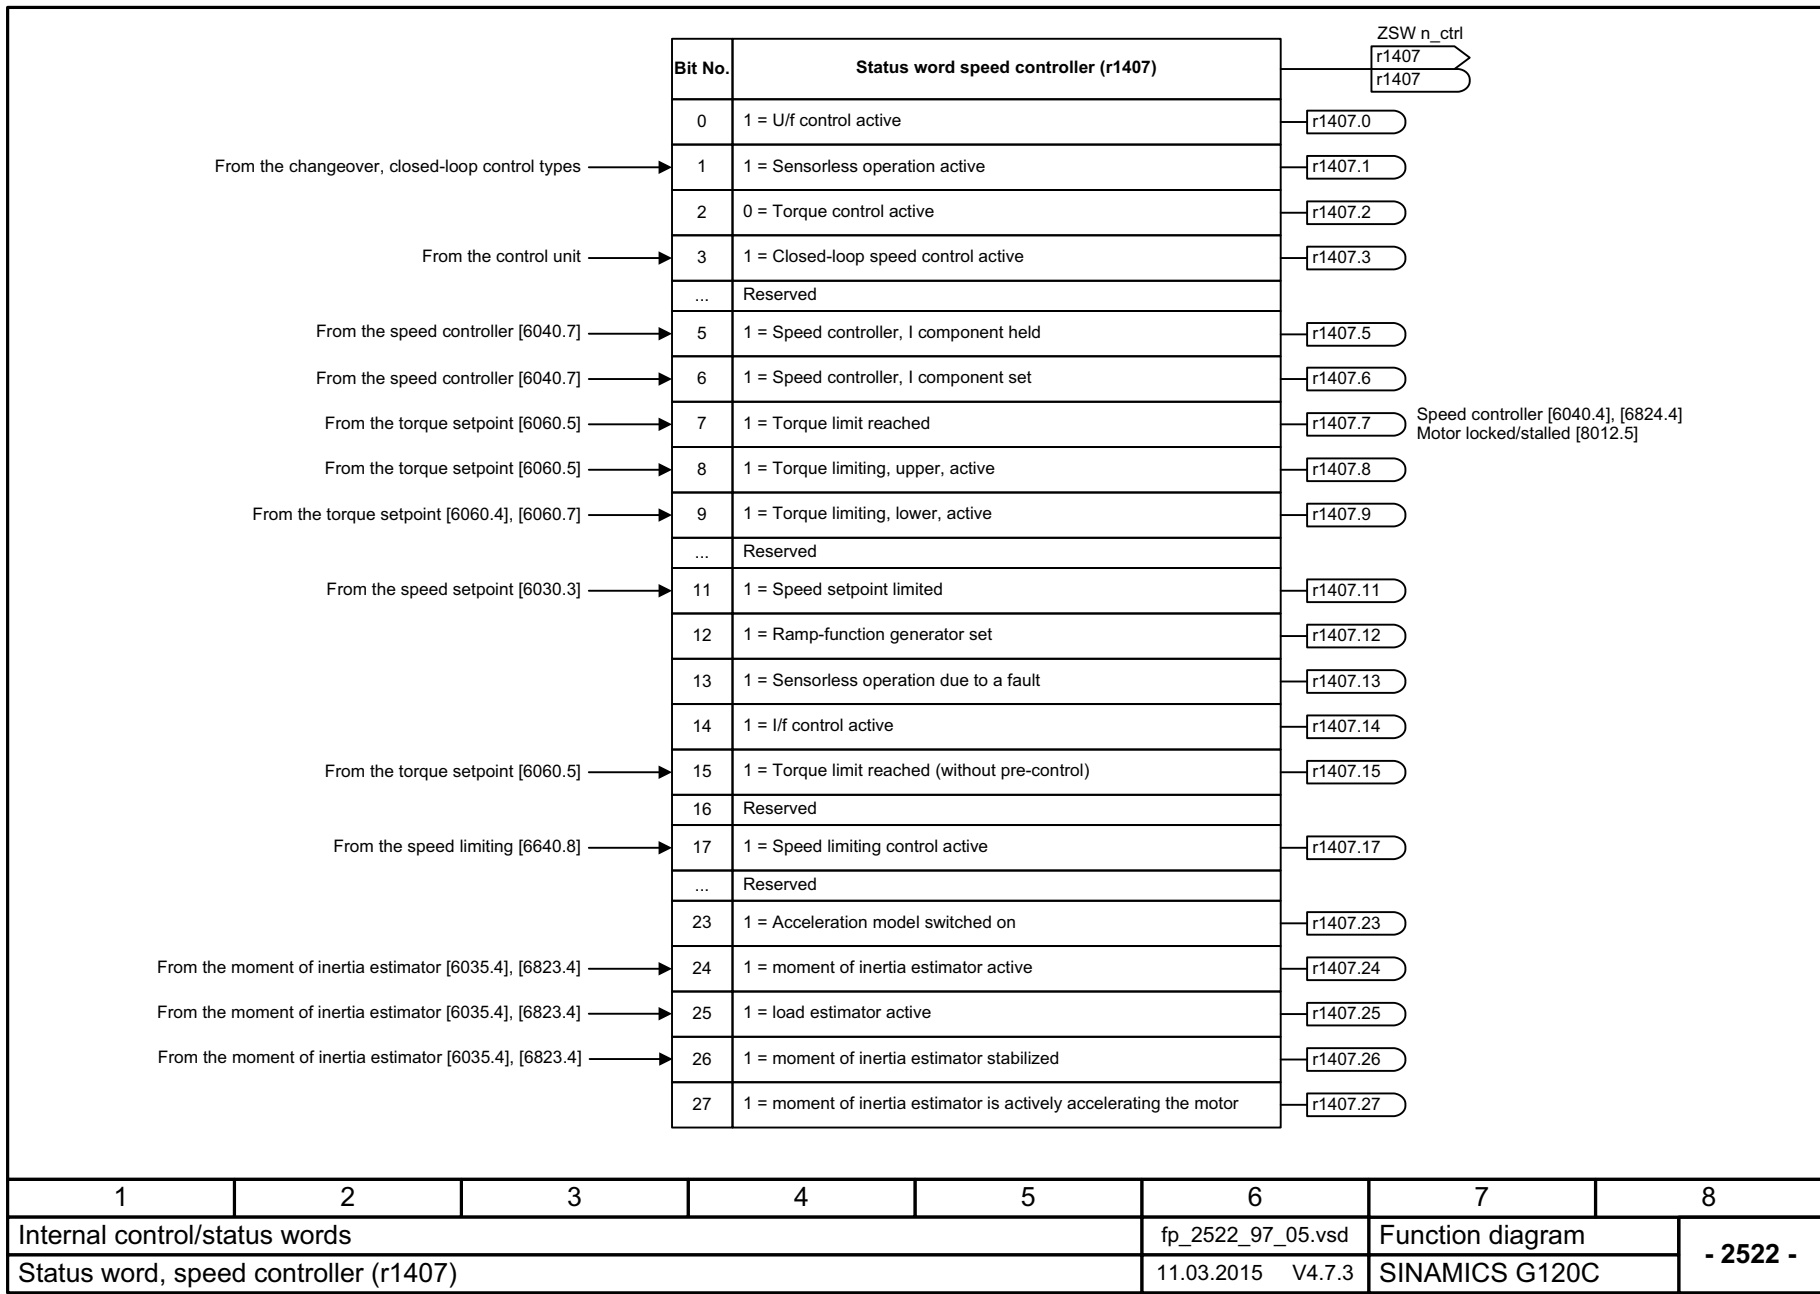 ZSW n_ctrl
Bit No. Status word speed controller (r1407) r1407
r1407
0 1 = U/f control active r1407.0
From the changeover, closed-loop control types 1 1 = Sensorless operation active r1407.1
2 0 = Torque control active r1407.2
From the control unit 3 1 = Closed-loop speed control active r1407.3
... Reserved
From the speed controller [6040.7] 5 1 = Speed controller, I component held r1407.5
From the speed controller [6040.7] 6 1 = Speed controller, I component set r1407.6
From the torque setpoint [6060.5] 7 1 = Torque limit reached r1407.7 Speed controller [6040.4], [6824.4]
Motor locked/stalled [8012.5]
From the torque setpoint [6060.5] 8 1 = Torque limiting, upper, active r1407.8
From the torque setpoint [6060.4], [6060.7] 9 1 = Torque limiting, lower, active r1407.9
... Reserved
From the speed setpoint [6030.3] 11 1 = Speed setpoint limited r1407.11
12 1 = Ramp-function generator set r1407.12
13 1 = Sensorless operation due to a fault r1407.13
14 1 = I/f control active r1407.14
From the torque setpoint [6060.5] 15 1 = Torque limit reached (without pre-control) r1407.15
16 Reserved
From the speed limiting [6640.8] 17 1 = Speed limiting control active r1407.17
... Reserved
23 1 = Acceleration model switched on r1407.23
From the moment of inertia estimator [6035.4], [6823.4] 24 1 = moment of inertia estimator active r1407.24
From the moment of inertia estimator [6035.4], [6823.4] 25 1 = load estimator active r1407.25
From the moment of inertia estimator [6035.4], [6823.4] 26 1 = moment of inertia estimator stabilized r1407.26
27 1 = moment of inertia estimator is actively accelerating the motor r1407.27
1 2 3 4 5 6 7 8
Internal control/status words fp_2522_97_05.vsd Function diagram - 2522 -
Status word, speed controller (r1407) 11.03.2015 V4.7.3 SINAMICS G120C